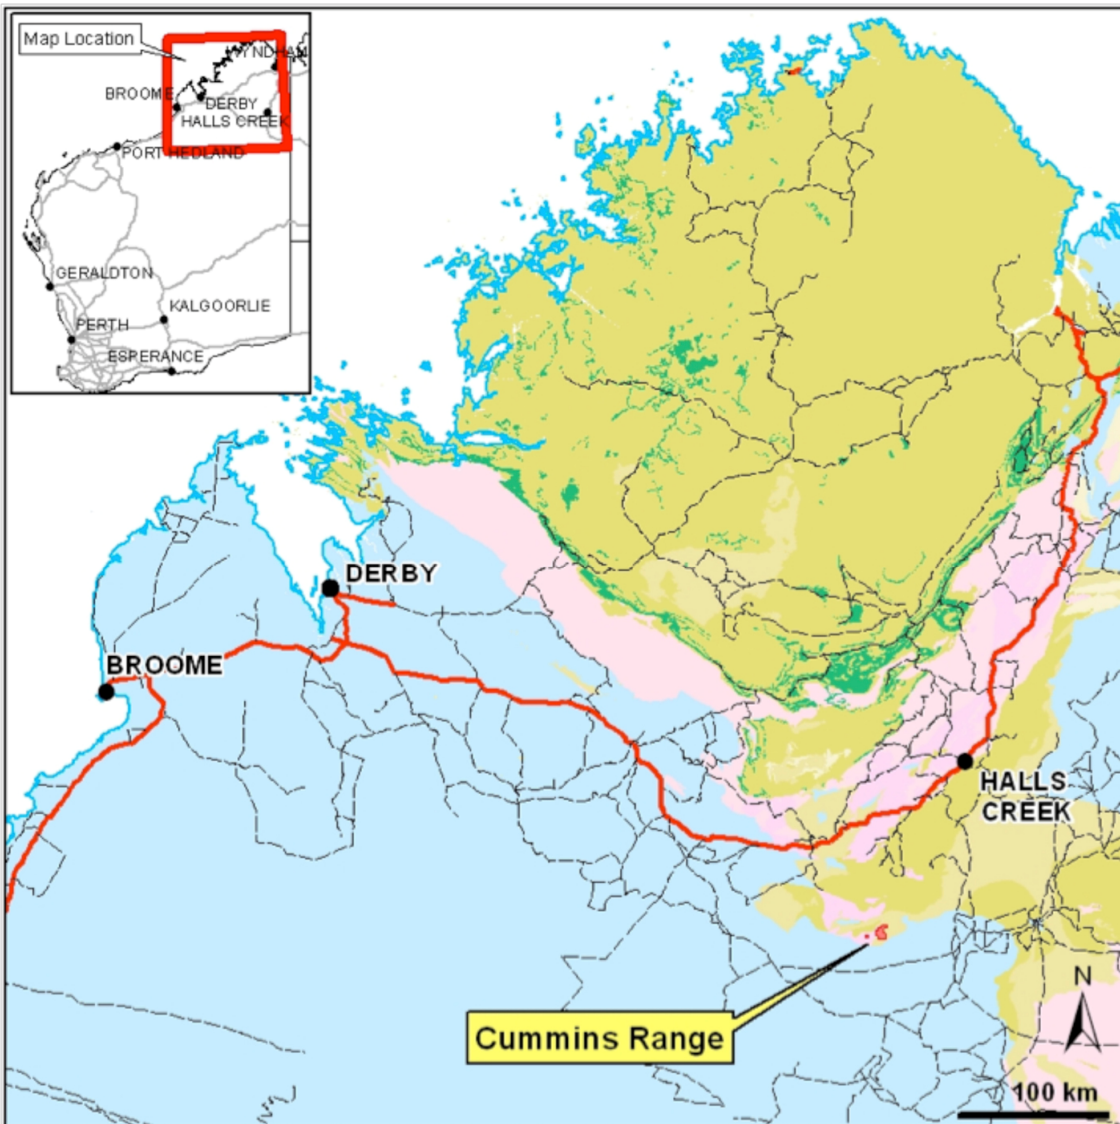 Map Location
WYNDHAM
BROOME
DERBY
HALLS CREEK
PORT HEDLAND
GERALDTON
KALGOORLIE
PERTH
ESPERANCE
DERBY
BROOME
HALLS
CREEK
Cummins Range
N
100 km